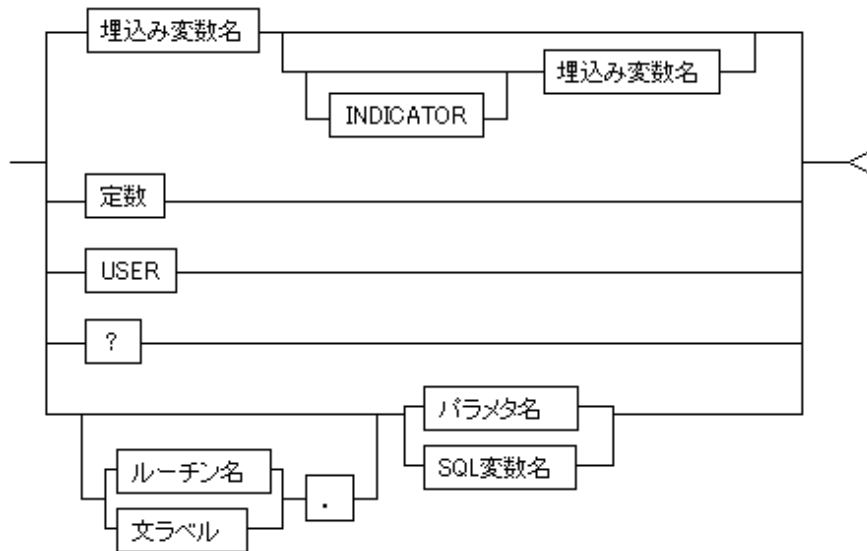 埋込み変数名
埋込み変数名
INDICATOR
定数
USER
?
パラメタ名
SQL変数名
ルーチン名
.
文ラベル